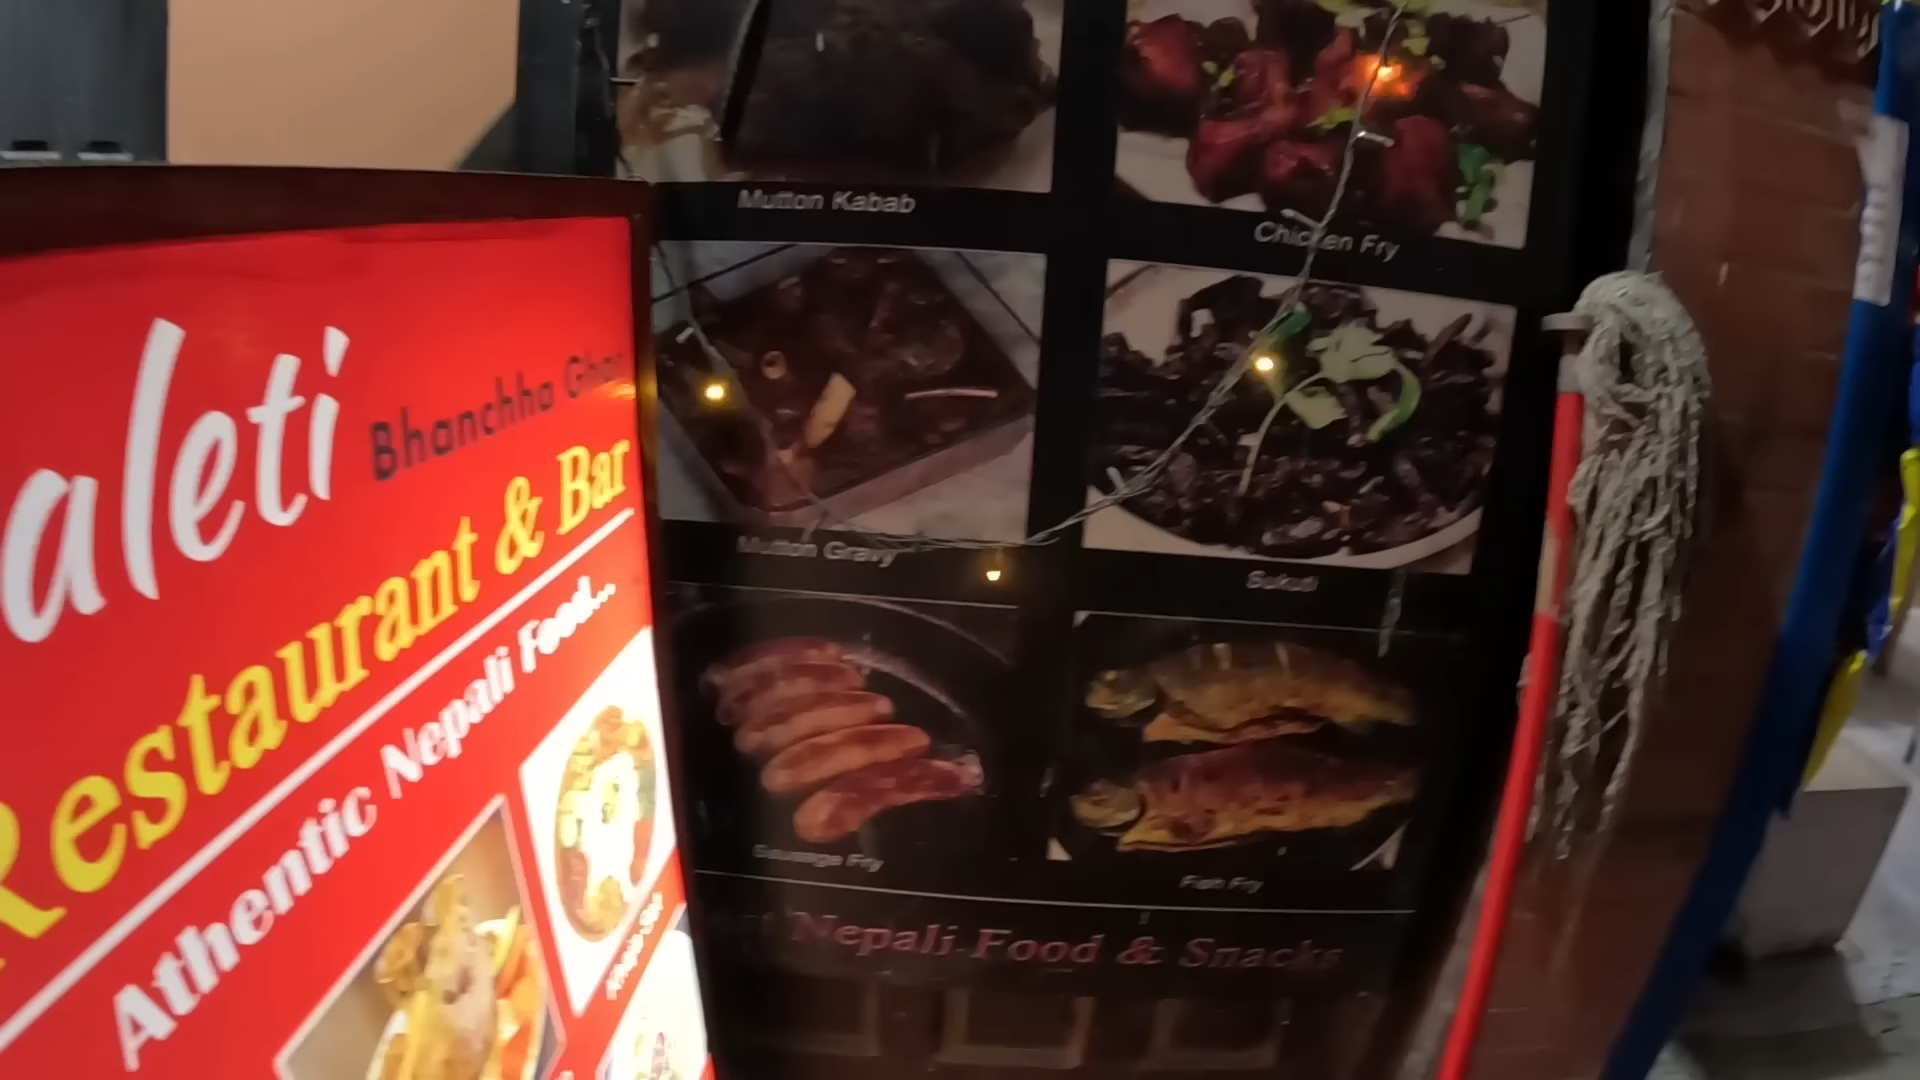 aleti
Bhanchha Ghar
Restaurant & Bar
Athentic Nepali Food..
Mutton Kabab
Chicken Fry
Mutton Gravy
Sukuti
Sausage Fry
Fish Fry
Nepali Food & Snacks